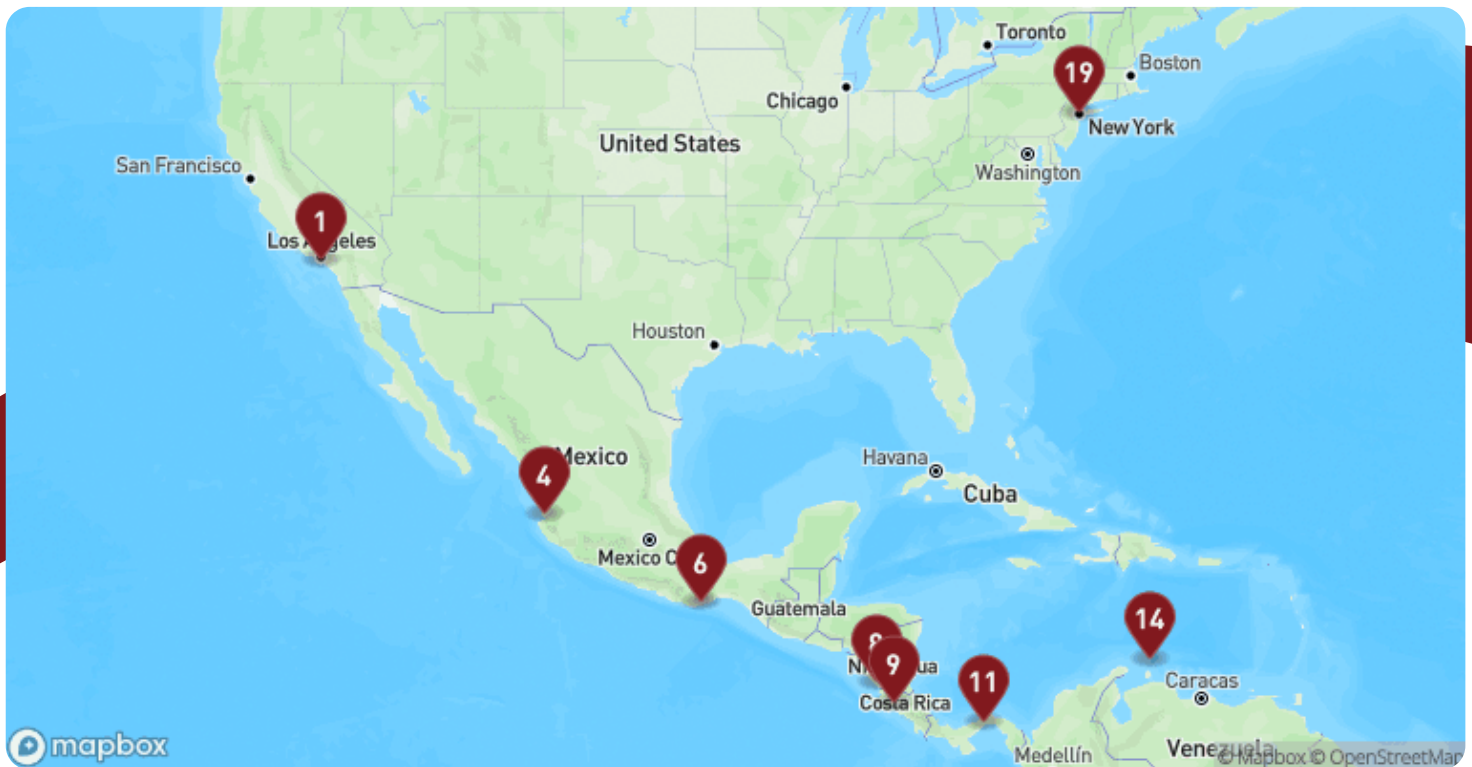 Toronto
19
Boston
Chicago
New York
United States
San Francisco
Washington
1
Los Angeles
Houston
Mexico
Havana
4
Cuba
Mexico C
6
Guatemala
14
8
9
Costa Rica
11
Caracas
Medellín
Venezuela
mapbox
© Mapbox © OpenStreetMap